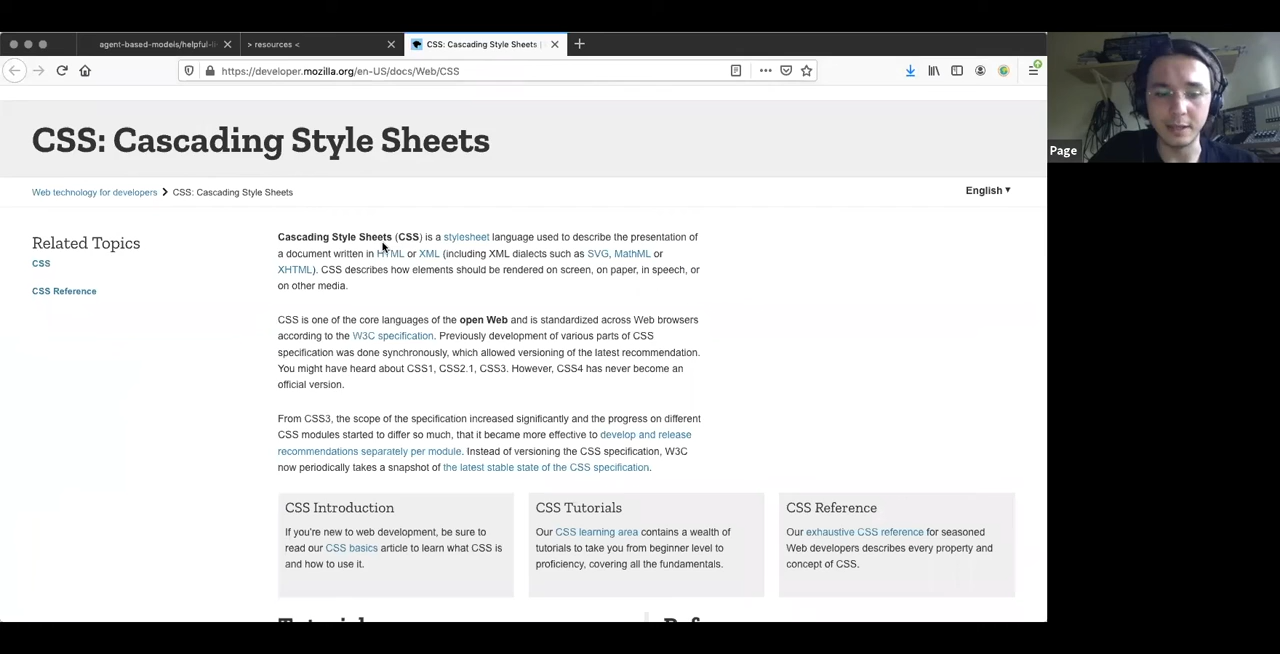 agent-based-models/helpful-li
> resources <
CSS: Cascading Style Sheets |
https://developer.mozilla.org/en-US/docs/Web/CSS
CSS: Cascading Style Sheets
Page
Web technology for developers > CSS: Cascading Style Sheets
English ▼
Related Topics
CSS
CSS Reference
Cascading Style Sheets (CSS) is a stylesheet language used to describe the presentation of
a document written in HTML or XML (including XML dialects such as SVG, MathML or
XHTML). CSS describes how elements should be rendered on screen, on paper, in speech, or
on other media.
CSS is one of the core languages of the open Web and is standardized across Web browsers
according to the W3C specification. Previously development of various parts of CSS
specification was done synchronously, which allowed versioning of the latest recommendation.
You might have heard about CSS1, CSS2.1, CSS3. However, CSS4 has never become an
official version.
From CSS3, the scope of the specification increased significantly and the progress on different
CSS modules started to differ so much, that it became more effective to develop and release
recommendations separately per module. Instead of versioning the CSS specification, W3C
now periodically takes a snapshot of the latest stable state of the CSS specification.
CSS Introduction
If you're new to web development, be sure to
read our CSS basics article to learn what CSS is
and how to use it.
CSS Tutorials
Our CSS learning area contains a wealth of
tutorials to take you from beginner level to
proficiency, covering all the fundamentals.
CSS Reference
Our exhaustive CSS reference for seasoned
Web developers describes every property and
concept of CSS.